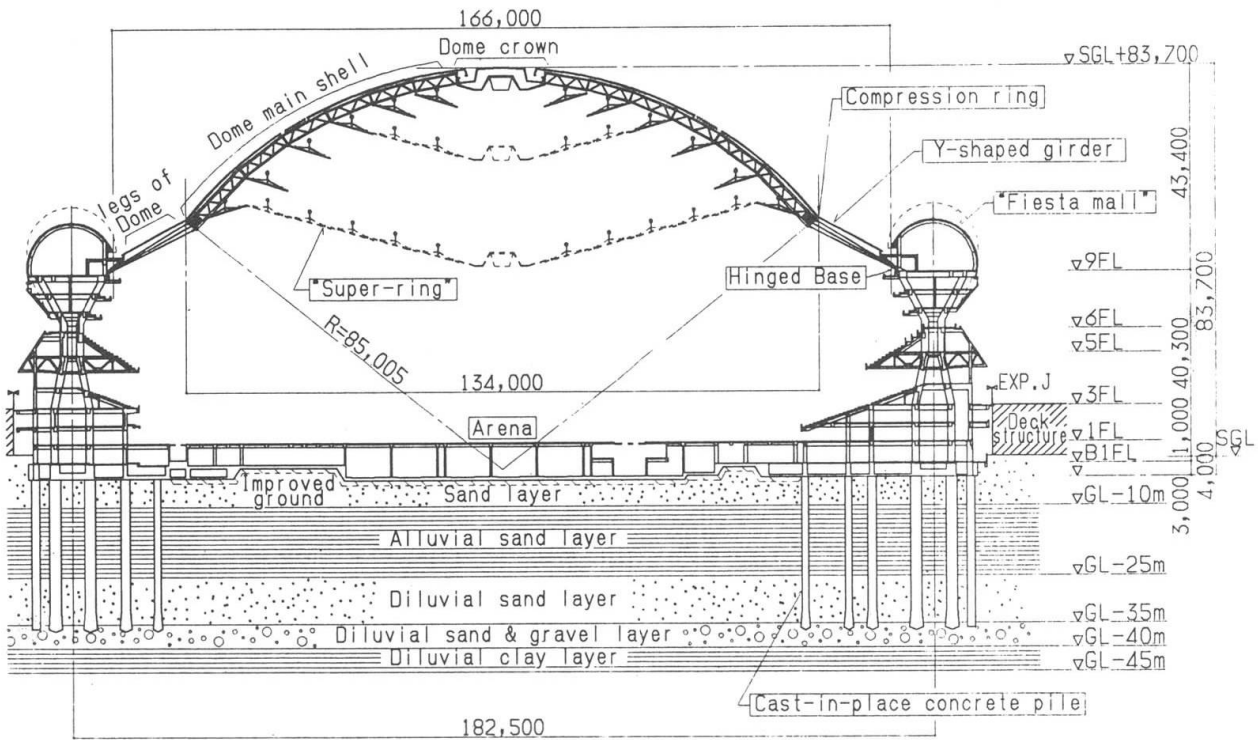 166,000
Dome crown
SGL+83,700
Dome main shell
Compression ring
Y-shaped girder
43,400
legs of
Dome
"Fiesta mall"
9FL
Hinged Base
"Super-ring"
83,700
6FL
5FL
R=85,005
134,000
40,300
EXP.J
3FL
Arena
Deck
structure
1FL
SGL
B1FL
1,000
4,000
3,000
Improved
ground
Sand layer
GL-10m
Alluvial sand layer
GL-25m
Diluvial sand layer
GL-35m
Diluvial sand & gravel layer
GL-40m
Diluvial clay layer
GL-45m
Cast-in-place concrete pile
182,500